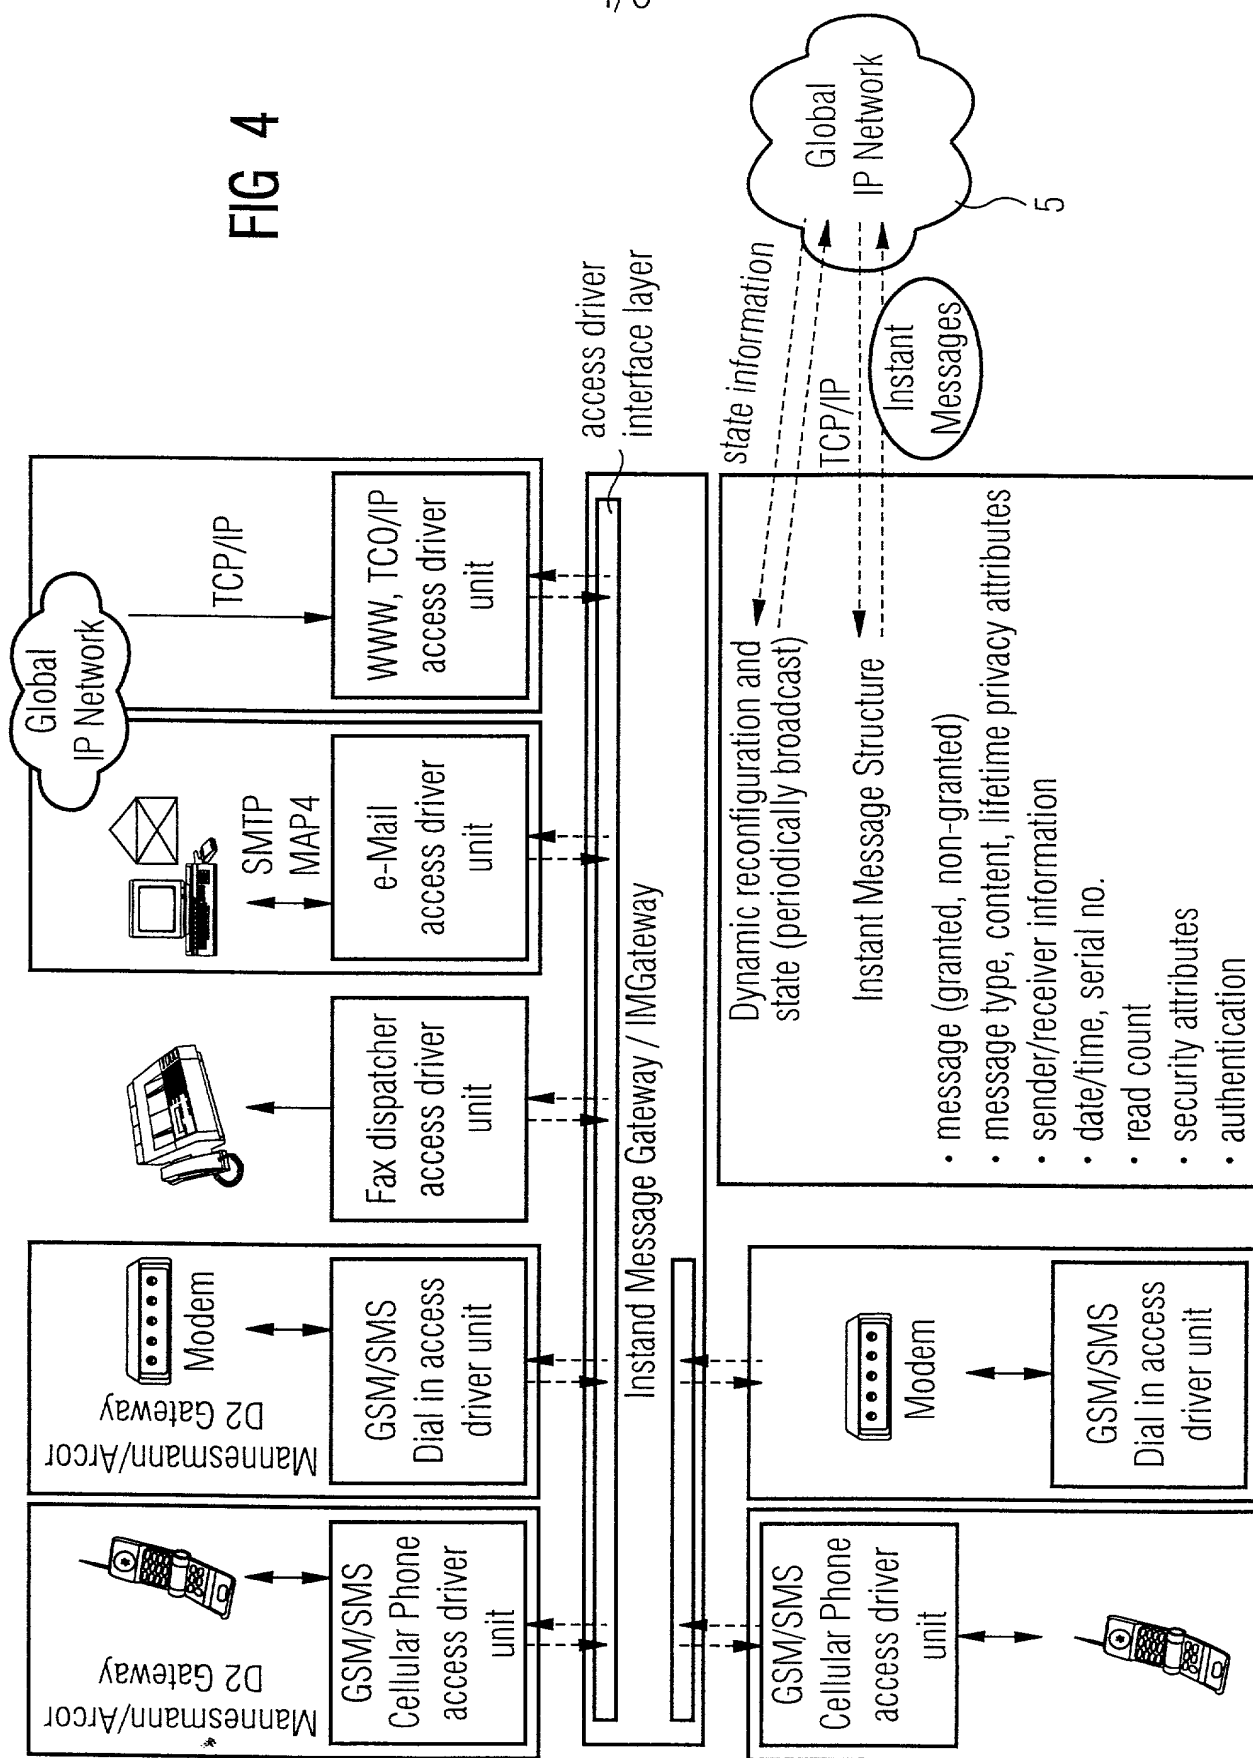 FIG 4
Mannesmann/Arcor
D2 Gateway
GSM/SMS
Cellular Phone
access driver
unit
Mannesmann/Arcor
D2 Gateway
Modem
GSM/SMS
Dial in access
driver unit
Fax dispatcher
access driver
unit
SMTP
MAP4
e-Mail
access driver
unit
Global
IP Network
TCP/IP
WWW, TCO/IP
access driver
unit
access driver
interface layer
Instand Message Gateway / IMGateway
GSM/SMS
Cellular Phone
access driver
unit
Modem
GSM/SMS
Dial in access
driver unit
Dynamic reconfiguration and
state (periodically broadcast)
Instant Message Structure
• message (granted, non-granted)
• message type, content, lifetime privacy attributes
• sender/receiver information
• date/time, serial no.
• read count
• security attributes
• authentication
state information
TCP/IP
Instant
Messages
Global
IP Network
5